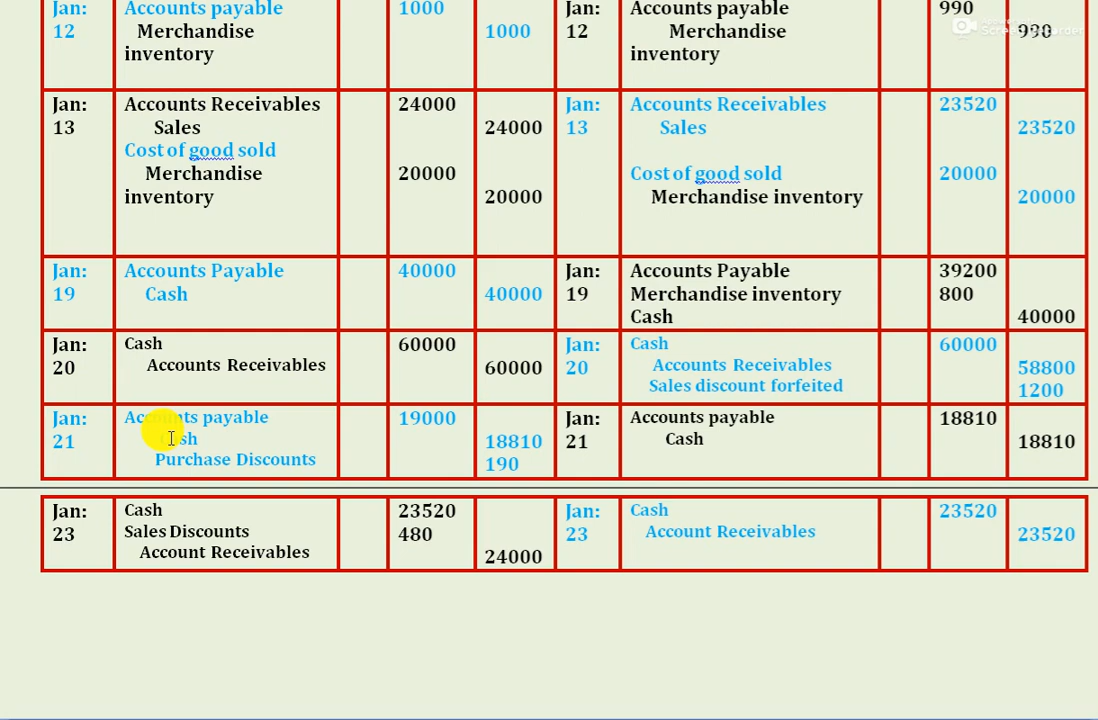 Jan: Accounts payable 1000 Jan: Accounts payable 990
12 Merchandise 1000 12 Merchandise 990
inventory inventory
Jan: Accounts Receivables 24000 Jan: Accounts Receivables 23520
13 Sales 24000 13 Sales 23520
Cost of good sold
Merchandise 20000 Cost of good sold 20000
inventory 20000 Merchandise inventory 20000
Jan: Accounts Payable 40000 Jan: Accounts Payable 39200
19 Cash 40000 19 Merchandise inventory 800
Cash 40000
Jan: Cash 60000 Jan: Cash 60000
20 Accounts Receivables 60000 20 Accounts Receivables 58800
Sales discount forfeited 1200
Jan: Accounts payable 19000 Jan: Accounts payable 18810
21 Cash 18810 21 Cash 18810
Purchase Discounts 190
Jan: Cash 23520 Jan: Cash 23520
23 Sales Discounts 480 23 Account Receivables 23520
Account Receivables 24000